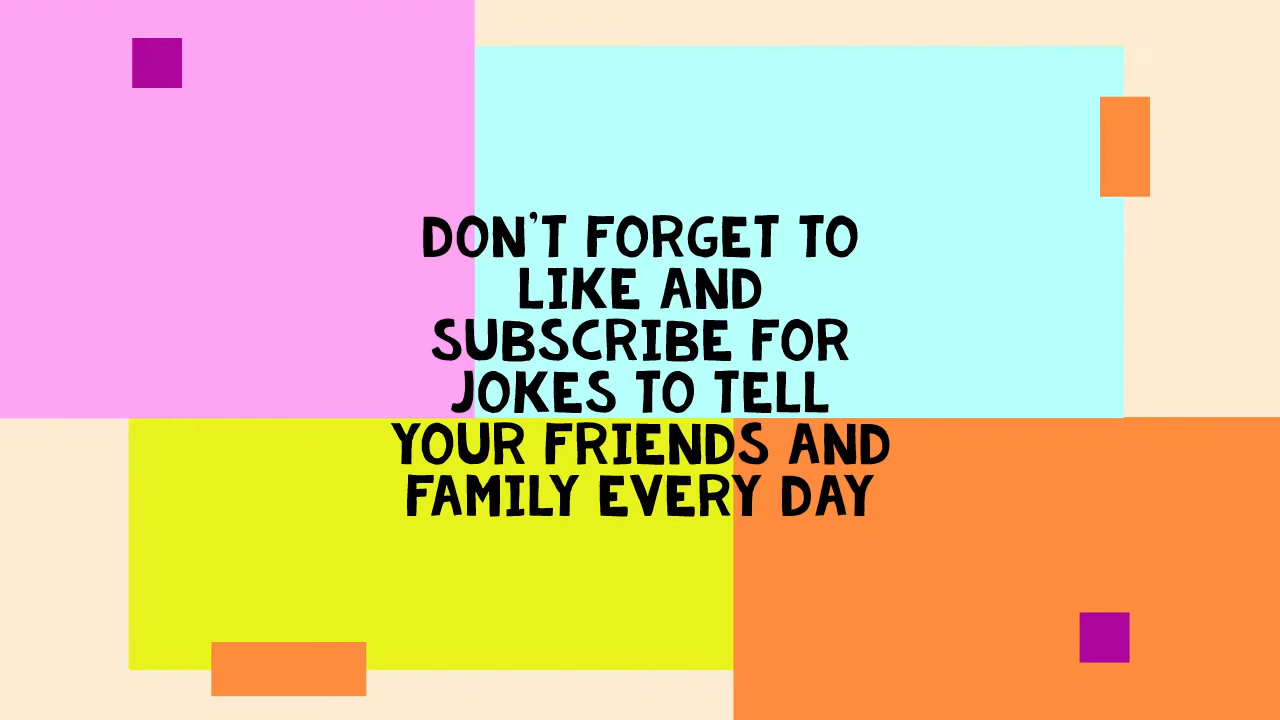 DON'T FORGET TO
LIKE AND
SUBSCRIBE FOR
JOKES TO TELL
YOUR FRIENDS AND
FAMILY EVERY DAY